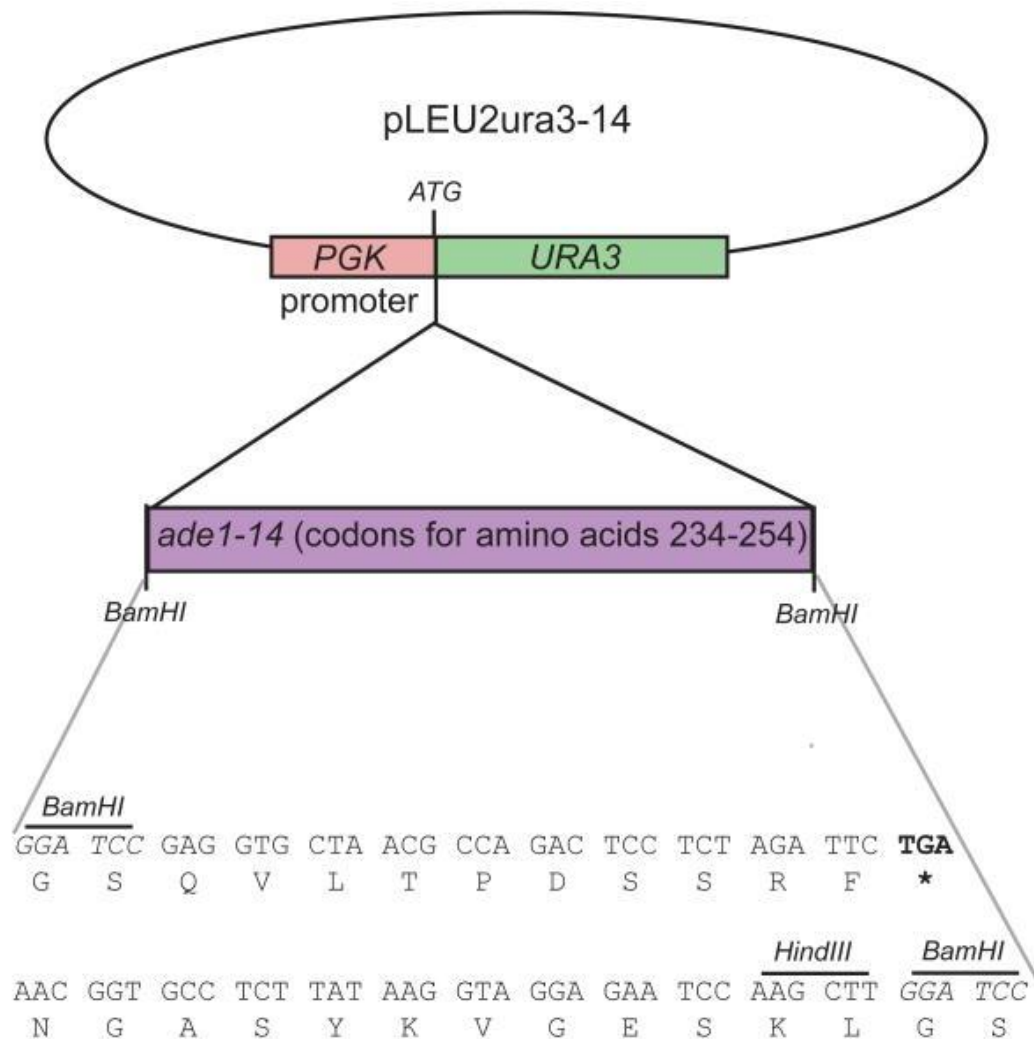 pLEU2ura3-14
ATG
PGK URA3
promoter
ade1-14 (codons for amino acids 234-254)
BamHI BamHI
BamHI
GGA TCC GAG GTG CTAA ACG CCA GAC TCC TCT AGA TTC TGA
G S Q V L T P D S S R F *
HindIII BamHI
AAC GGT GCC TCT TAT AAG GTA GGA GAA TCC AAG CTT GGA TCC
N G A S Y K V G E S K L G S